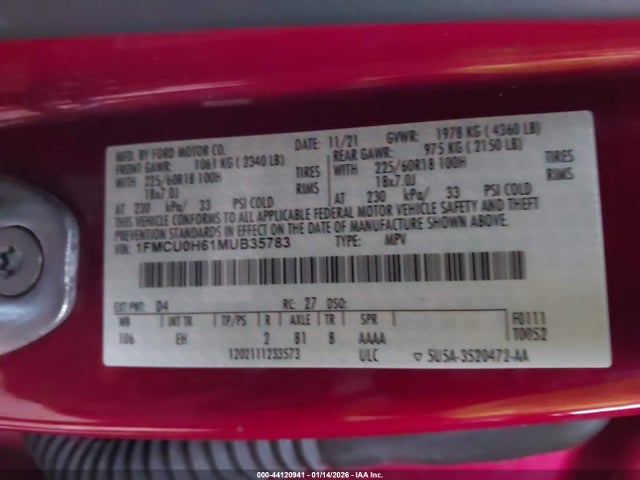 MFD. BY FORD MOTOR CO. DATE: 11/21 GVWR: 1978 KG ( 4360 LB)
FRONT GAWR: 1061 KG ( 2340 LB) REAR GAWR: 975 KG ( 2150 LB)
WITH 225/60R18 100H TIRES WITH 225/60R18 100H TIRES
18x7.0J RIMS 18x7.0J RIMS
AT 230 kPa/ 33 PSI COLD AT 230 kPa/ 33 PSI COLD
THIS VEHICLE CONFORMS TO ALL APPLICABLE FEDERAL MOTOR VEHICLE SAFETY AND THEFT
PREVENTION STANDARDS IN EFFECT ON THE DATE OF MANUFACTURE SHOWN ABOVE.
VIN: 1FMCU0H61MUB35783 TYPE: MPV
EXT PNT: D4 RC: 27 DSO:
WB INT TR TP/PS R AXLE TR SPR F0111
106 EH 2 81 8 AAAA T0052
1202111233573 ULC ▽ 5U5A-3520472-AA
000-44120941 - 01/14/2026 - IAA Inc.